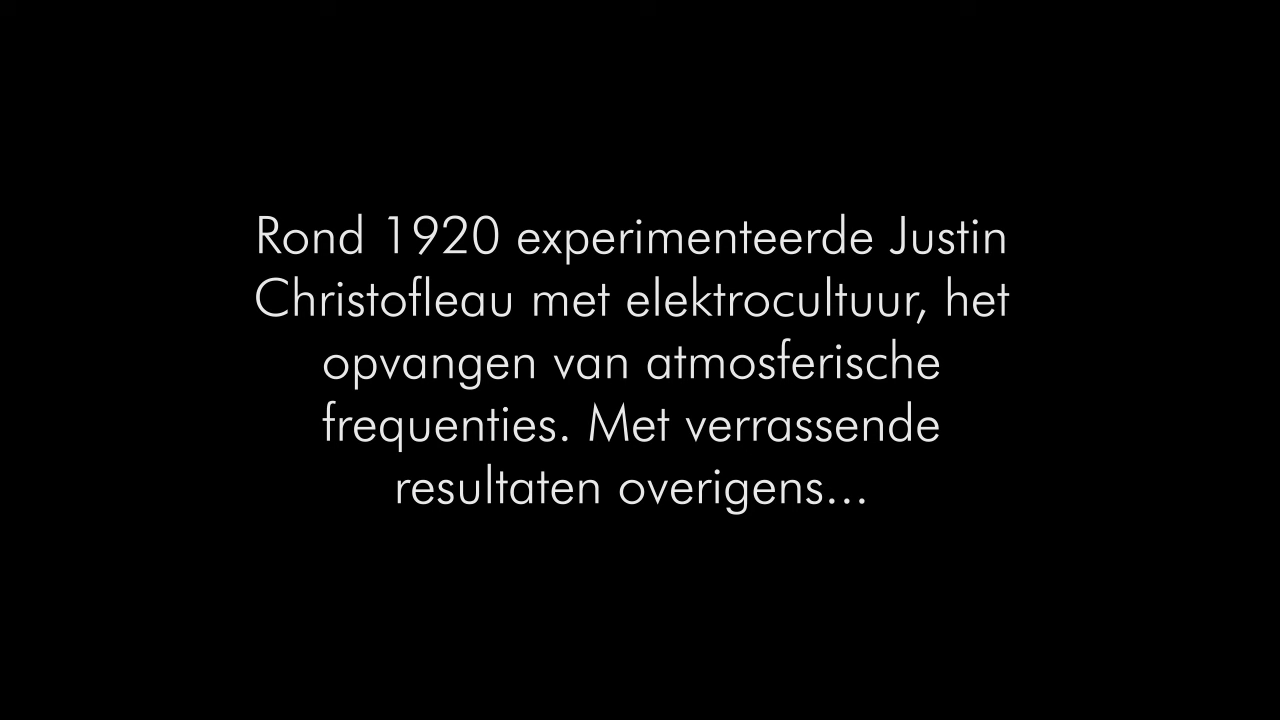 Rond 1920 experimenteerde Justin
Christofleau met elektrocultuur, het
opvangen van atmosferische
frequenties. Met verrassende
resultaten overigens...